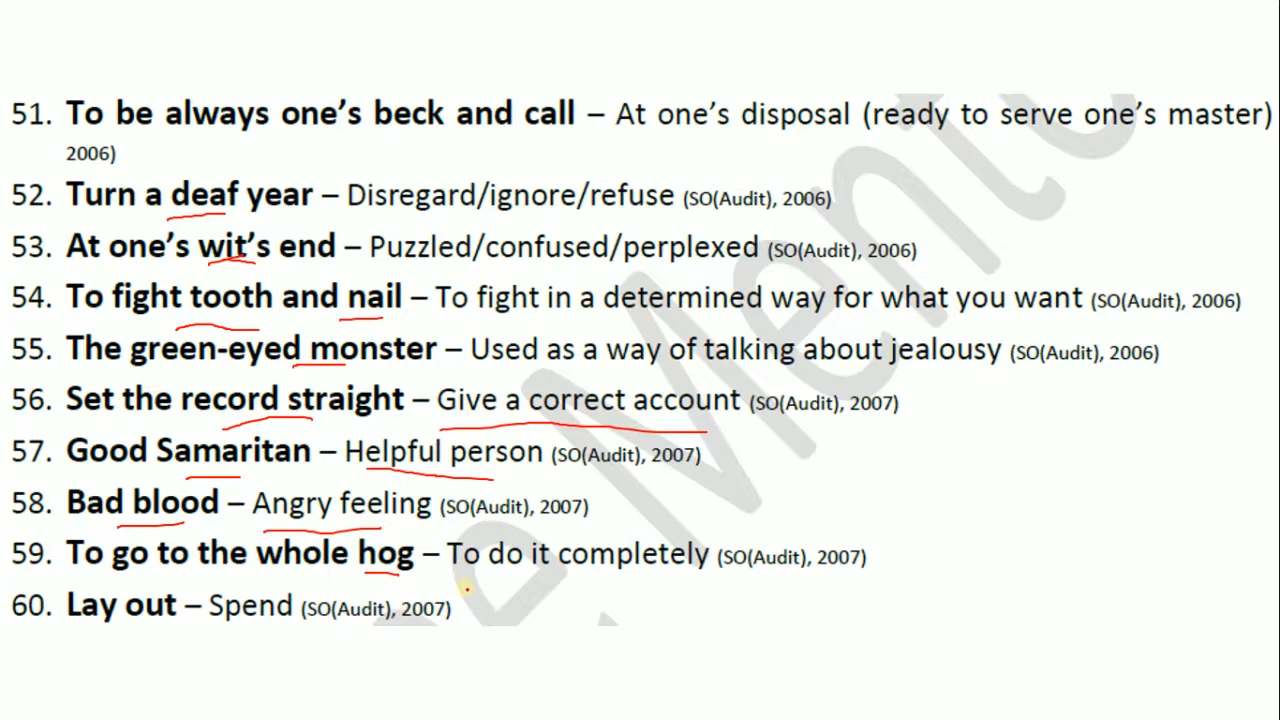 51. To be always one's beck and call – At one's disposal (ready to serve one's master)
2006)
52. Turn a deaf year – Disregard/ignore/refuse (SO(Audit), 2006)
53. At one's wit's end – Puzzled/confused/perplexed (SO(Audit), 2006)
54. To fight tooth and nail – To fight in a determined way for what you want (SO(Audit), 2006)
55. The green-eyed monster – Used as a way of talking about jealousy (SO(Audit), 2006)
56. Set the record straight – Give a correct account (SO(Audit), 2007)
57. Good Samaritan – Helpful person (SO(Audit), 2007)
58. Bad blood – Angry feeling (SO(Audit), 2007)
59. To go to the whole hog – To do it completely (SO(Audit), 2007)
60. Lay out – Spend (SO(Audit), 2007)